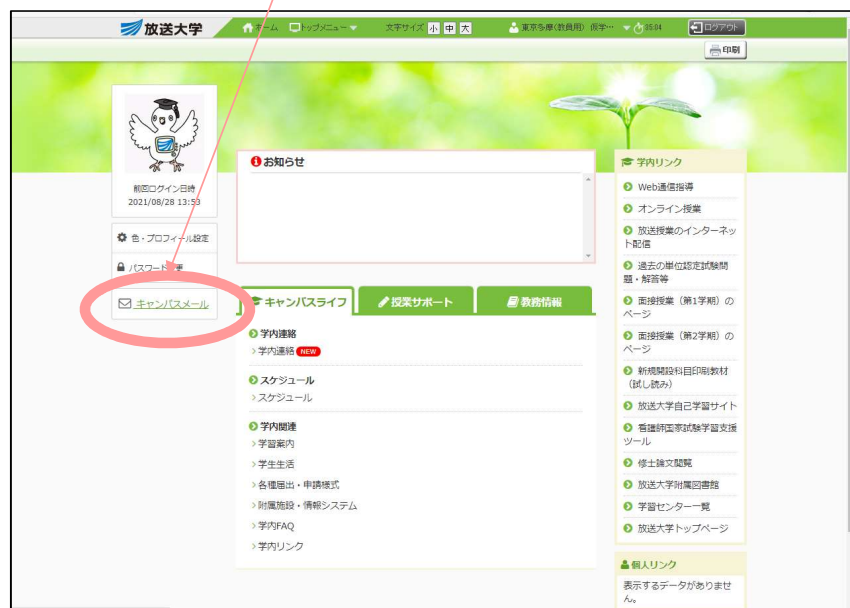 放送大学
ホーム
トップメニュー
文字サイズ 小 中 大
東京多摩(教員用) 仮学…
35:04
ログアウト
印刷
前回ログイン日時
2021/08/28 13:53
色・プロフィール設定
パスワード 更
キャンパスメール
お知らせ
キャンパスライフ
授業サポート
教務情報
学内連絡
学内連絡 NEW
スケジュール
スケジュール
学内関連
学習案内
学生生活
各種届出・申請様式
附属施設・情報システム
学内FAQ
学内リンク
学内リンク
Web通信指導
オンライン授業
放送授業のインターネッ
ト配信
過去の単位認定試験問
題・解答等
面接授業(第1学期)の
ページ
面接授業(第2学期)の
ページ
新規開設科目印刷教材
(試し読み)
放送大学自己学習サイト
看護師国家試験学習支援
ツール
修士論文閲覧
放送大学附属図書館
学習センター一覧
放送大学トップページ
個人リンク
表示するデータがありませ
ん。